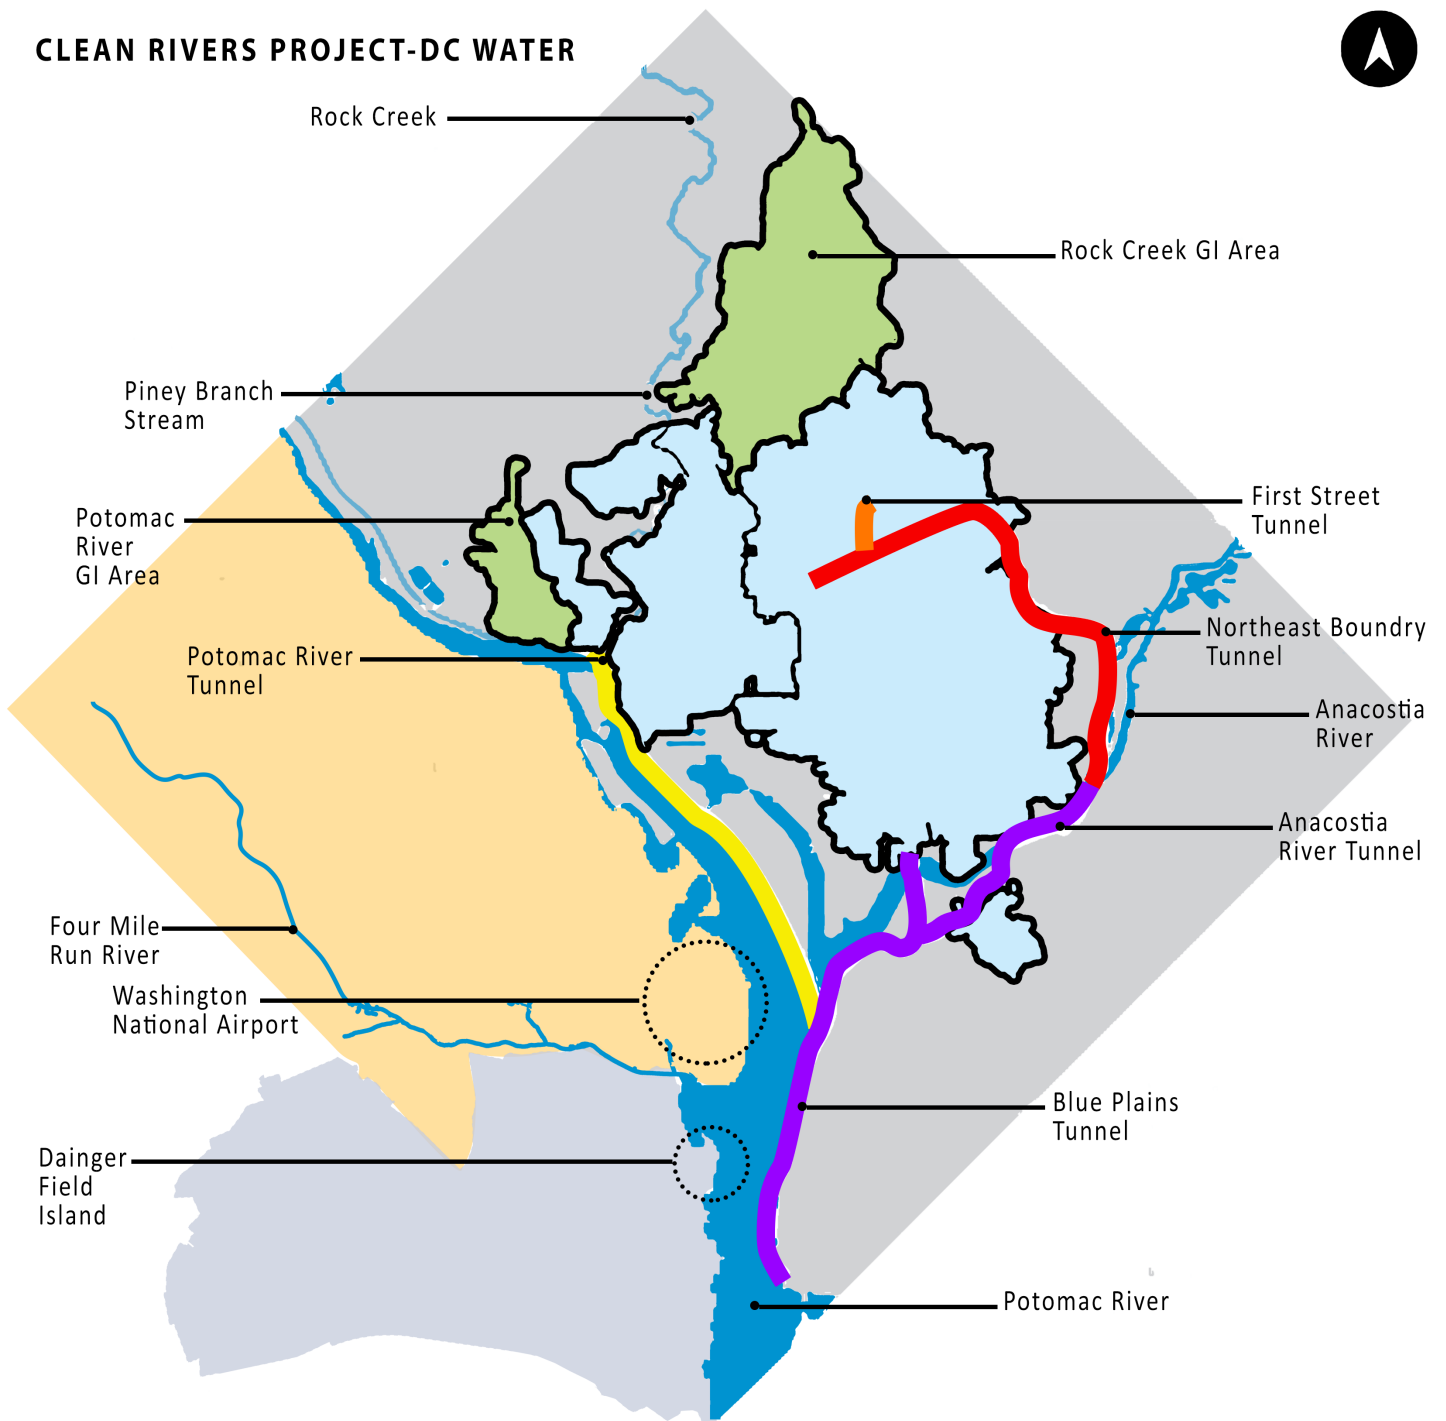 CLEAN RIVERS PROJECT-DC WATER
Rock Creek
Rock Creek GI Area
Piney Branch
Stream
First Street
Tunnel
Potomac
River
GI Area
Northeast Boundry
Tunnel
Potomac River
Tunnel
Anacostia
River
Anacostia
River Tunnel
Four Mile
Run River
Washington
National Airport
Blue Plains
Tunnel
Dainger
Field
Island
Potomac River